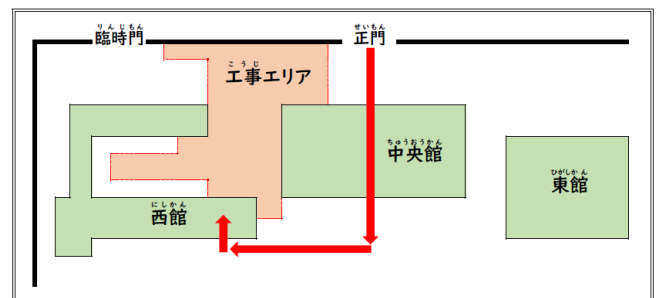 りんじもん
臨時門
せいもん
正門
こうじ
工事エリア
ちゅうおうかん
中央館
ひがしかん
東館
にしかん
西館